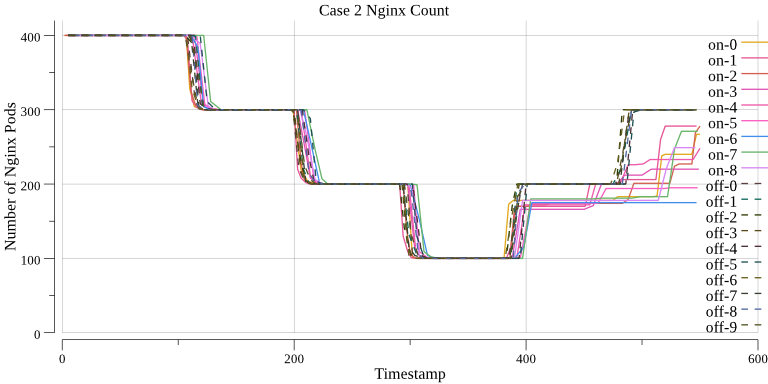 Case 2 Nginx Count
Number of Nginx Pods
400
300
200
100
0
0
200
400
600
Timestamp
on-0
on-1
on-2
on-3
on-4
on-5
on-6
on-7
on-8
off-0
off-1
off-2
off-3
off-4
off-5
off-6
off-7
off-8
off-9